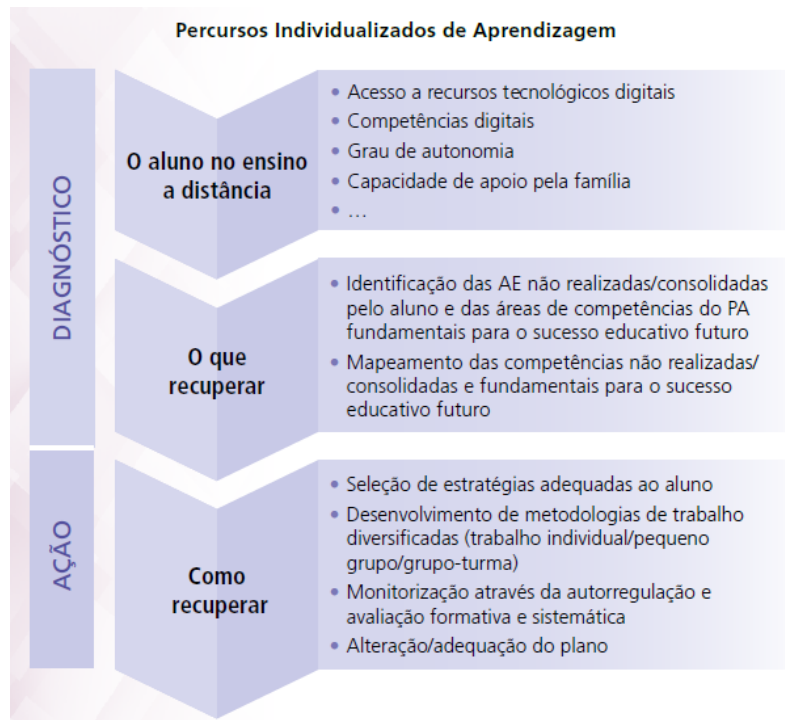 Percursos Individualizados de Aprendizagem
DIAGNÓSTICO
O aluno no ensino
a distância
• Acesso a recursos tecnológicos digitais
• Competências digitais
• Grau de autonomia
• Capacidade de apoio pela família
• …
O que
recuperar
• Identificação das AE não realizadas/consolidadas
pelo aluno e das áreas de competências do PA
fundamentais para o sucesso educativo futuro
• Mapeamento das competências não realizadas/
consolidadas e fundamentais para o sucesso
educativo futuro
AÇÃO
Como
recuperar
• Seleção de estratégias adequadas ao aluno
• Desenvolvimento de metodologias de trabalho
diversificadas (trabalho individual/pequeno
grupo/grupo-turma)
• Monitorização através da autorregulação e
avaliação formativa e sistemática
• Alteração/adequação do plano